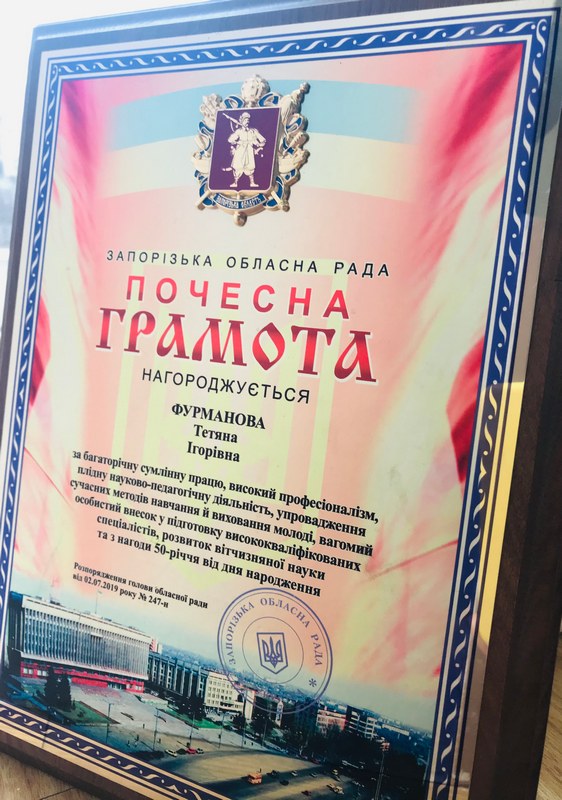 ЗАПОРІЗЬКА ОБЛАСНА РАДА
ПОЧЕСНА
ГРАМОТА
НАГОРОДЖУЄТЬСЯ
ФУРМАНОВА
Тетяна
Ігорівна
за багаторічну сумлінну працю, високий професіоналізм,
плідну науково-педагогічну діяльність, упровадження
сучасних методів навчання й виховання молоді, вагомий
особистий внесок у підготовку висококваліфікованих
спеціалістів, розвиток вітчизняної науки
та з нагоди 50-річчя від дня народження
Розпорядження голови обласної ради
від 02.07.2019 року № 247-н
ЗАПОРІЗЬКА ОБЛАСНА РАДА